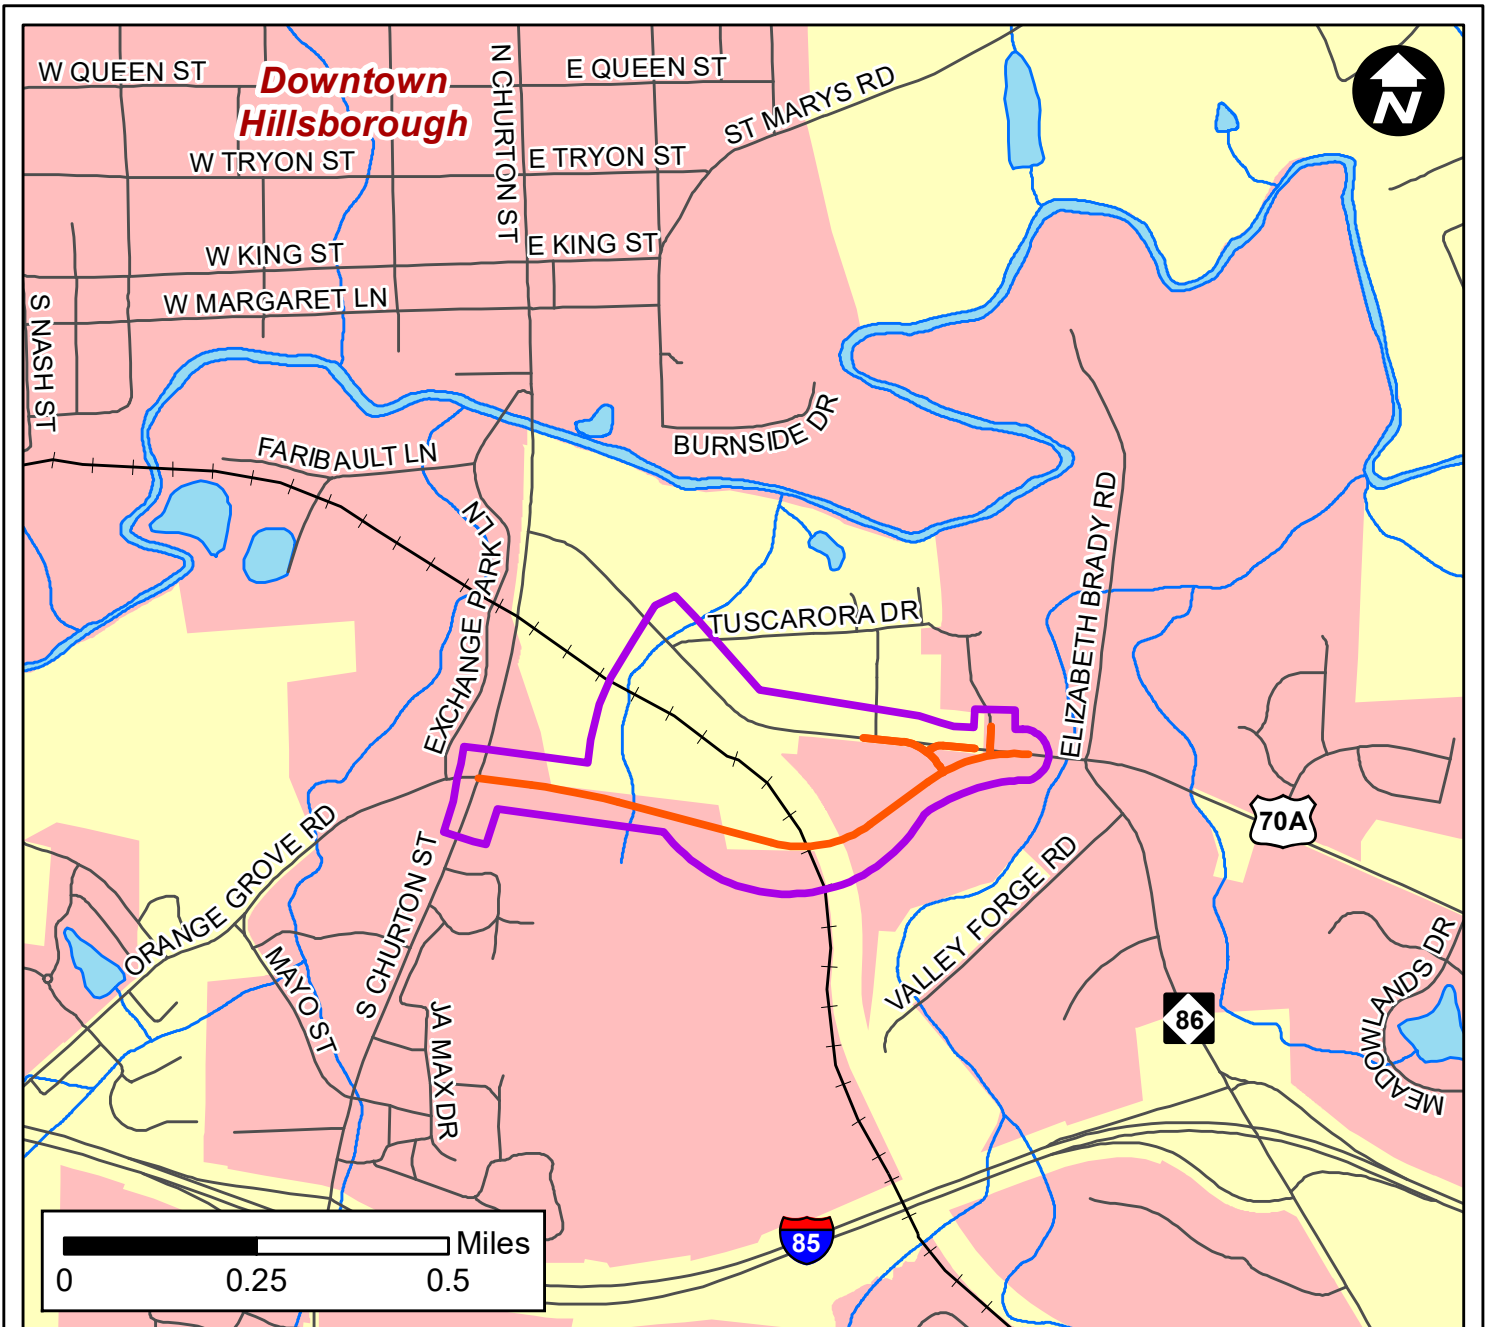 W QUEEN ST
Downtown
Hillsborough
N CHURTON ST
E QUEEN ST
ST MARYS RD
N
W TRYON ST
E TRYON ST
W KING ST
E KING ST
W MARGARET LN
S NASH ST
BURNSIDE DR
FARIBAULT LN
EXCHANGE PARK LN
ELIZABETH BRADY RD
TUSCARORA DR
70A
ORANGE GROVE RD
S CHURTON ST
VALLEY FORGE RD
MAYO ST
JA MAX DR
86
MEADOWLANDS DR
85
Miles
0
0.25
0.5